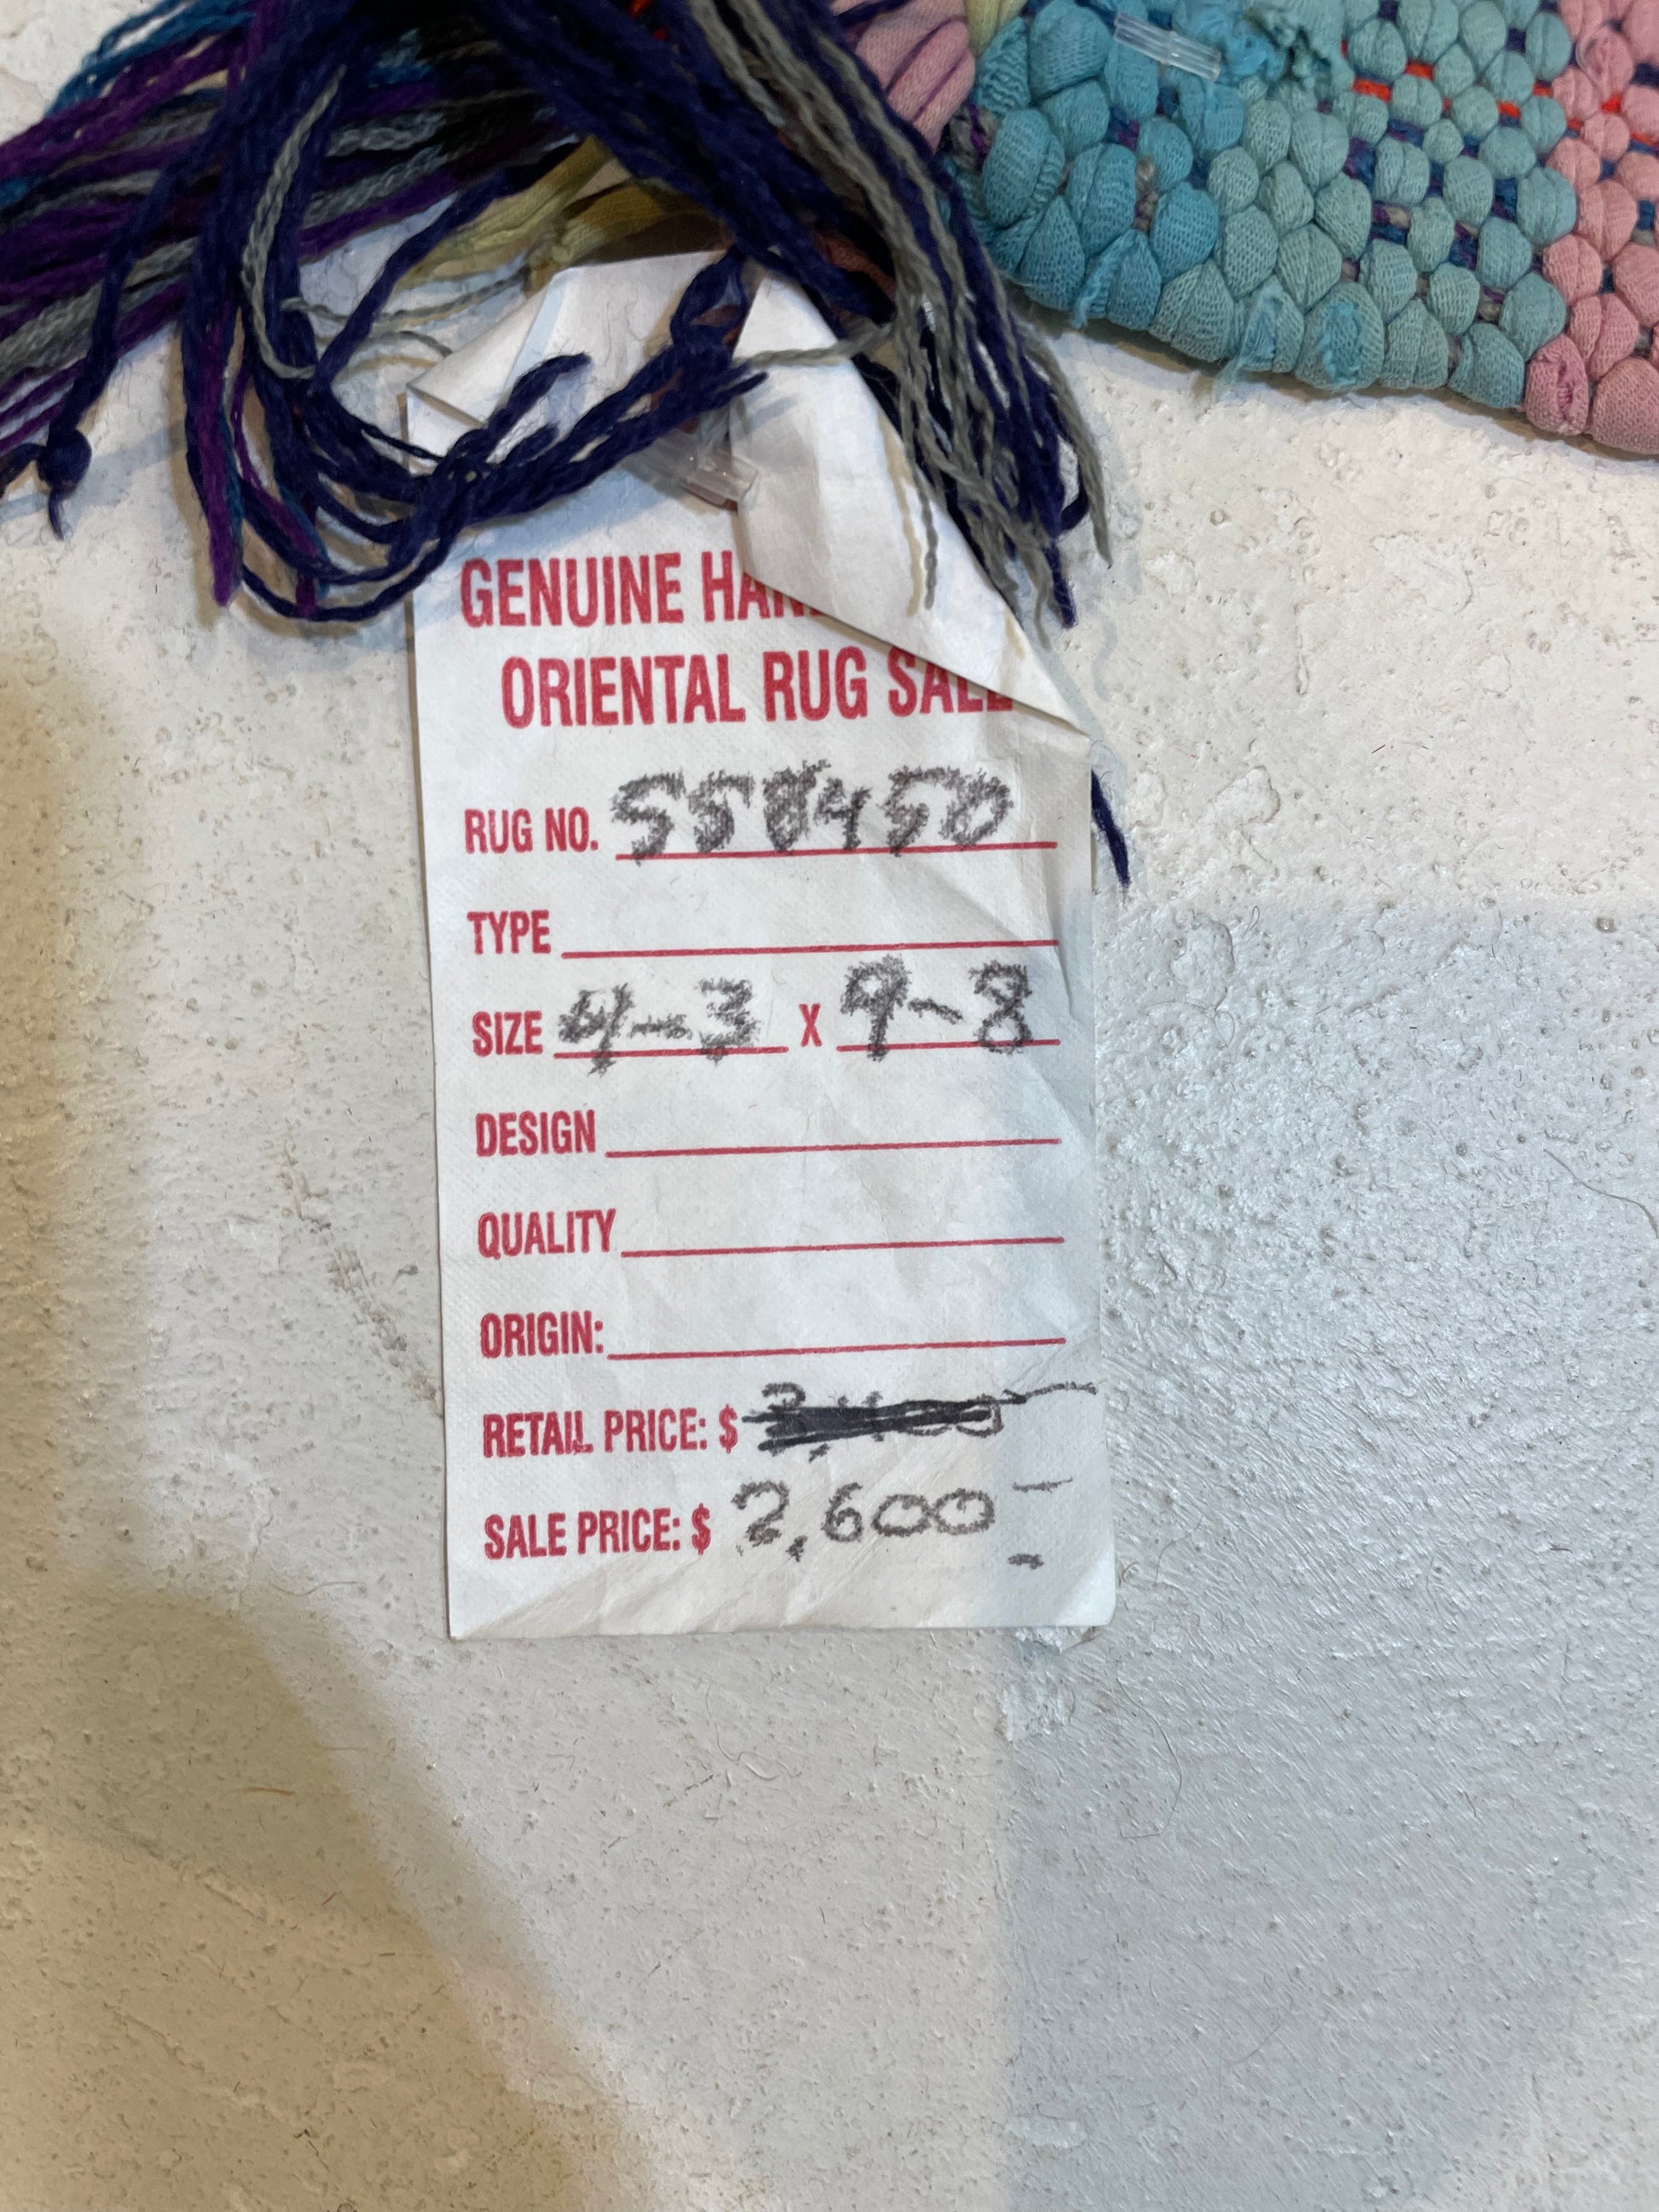 GENUINE HAN
ORIENTAL RUG SALE
RUG NO. 558450
TYPE
SIZE 4-3 X 9-8
DESIGN
QUALITY
ORIGIN:
RETAIL PRICE: $
SALE PRICE: $ 2,600